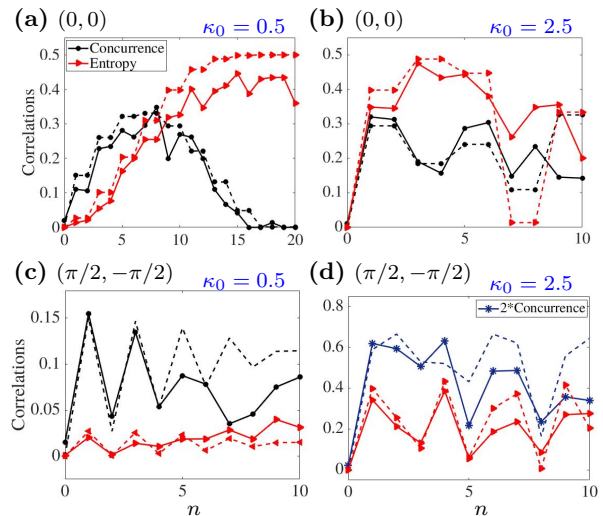 (a) (0, 0) κ0 = 0.5
Concurrence
Entropy
Correlations
0.5
0.4
0.3
0.2
0.1
0
0 5 10 15 20
(b) (0, 0) κ0 = 2.5
0.5
0.4
0.3
0.2
0.1
0
0 5 10
(c) (π/2, −π/2) κ0 = 0.5
Correlations
0.15
0.1
0.05
0
0 5 10
n
(d) (π/2, −π/2) κ0 = 2.5
2*Concurrence
0.8
0.6
0.4
0.2
0
0 5 10
n